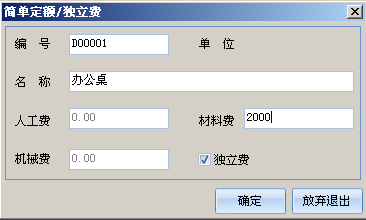 简单定额/独立费
编 号 D00001 单 位
名 称 办公桌
人工费 0.00 材料费 2000
机械费 0.00 独立费
确定 放弃退出